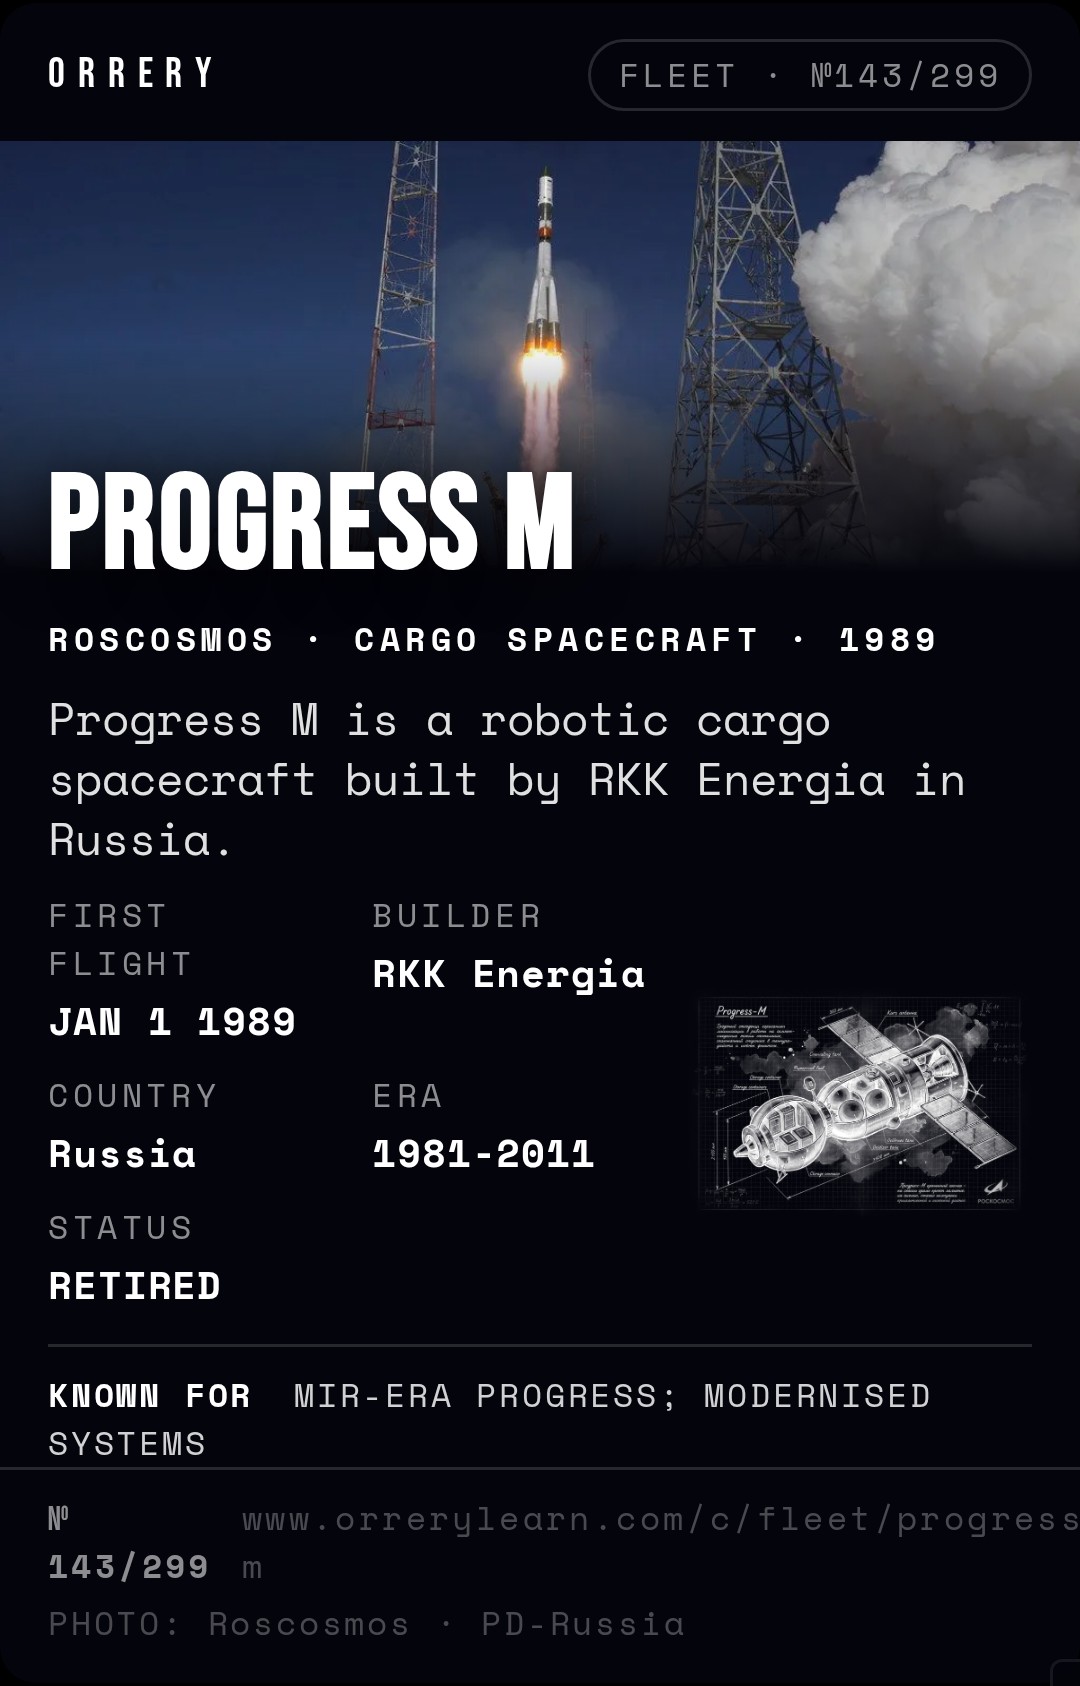 ORRERY
FLEET · №143/299
PROGRESS M
ROSCOSMOS · CARGO SPACECRAFT · 1989
Progress M is a robotic cargo
spacecraft built by RKK Energia in
Russia.
FIRST
FLIGHT
JAN 1 1989
BUILDER
RKK Energia
COUNTRY
Russia
ERA
1981-2011
STATUS
RETIRED
Progress-M
РОСКОСМОС
KNOWN FOR MIR-ERA PROGRESS; MODERNISED
SYSTEMS
№
143/299
www.orrerylearn.com/c/fleet/progress
m
PHOTO: Roscosmos · PD-Russia